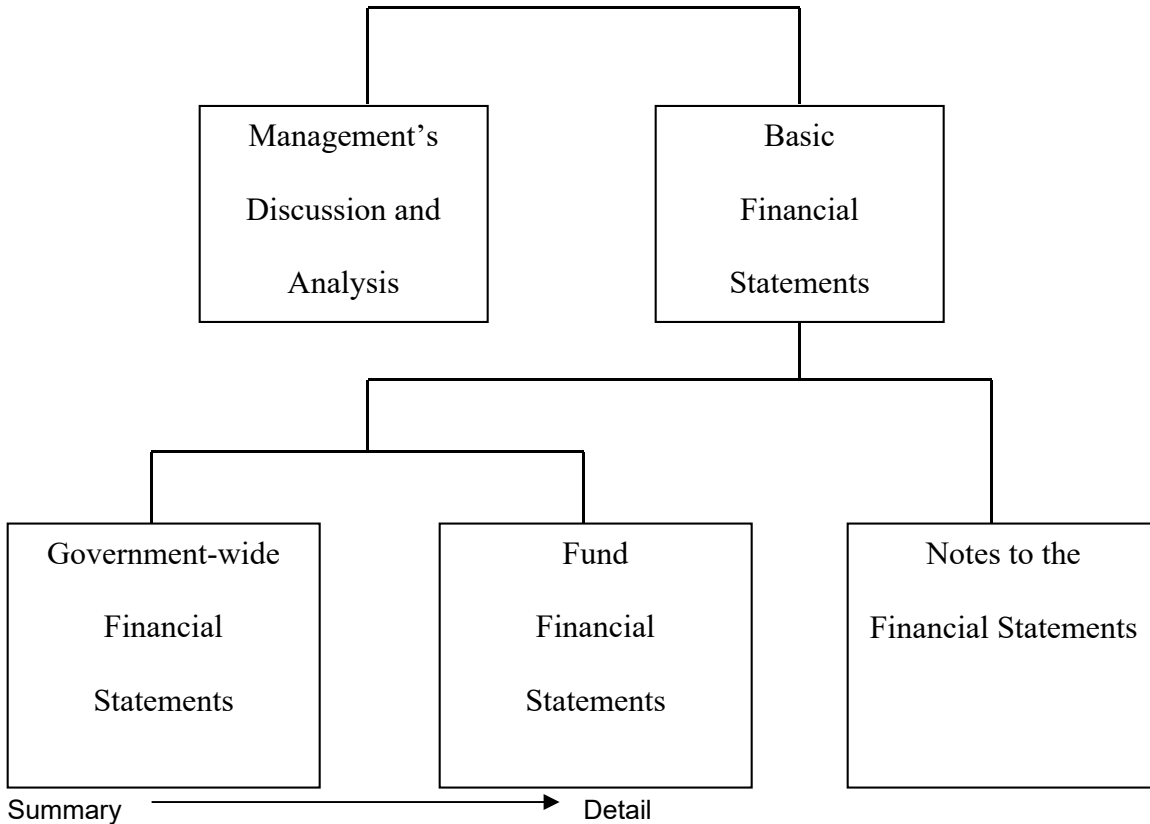 Management’s
Discussion and
Analysis
Basic
Financial
Statements
Government-wide
Financial
Statements
Fund
Financial
Statements
Notes to the
Financial Statements
Summary
Detail